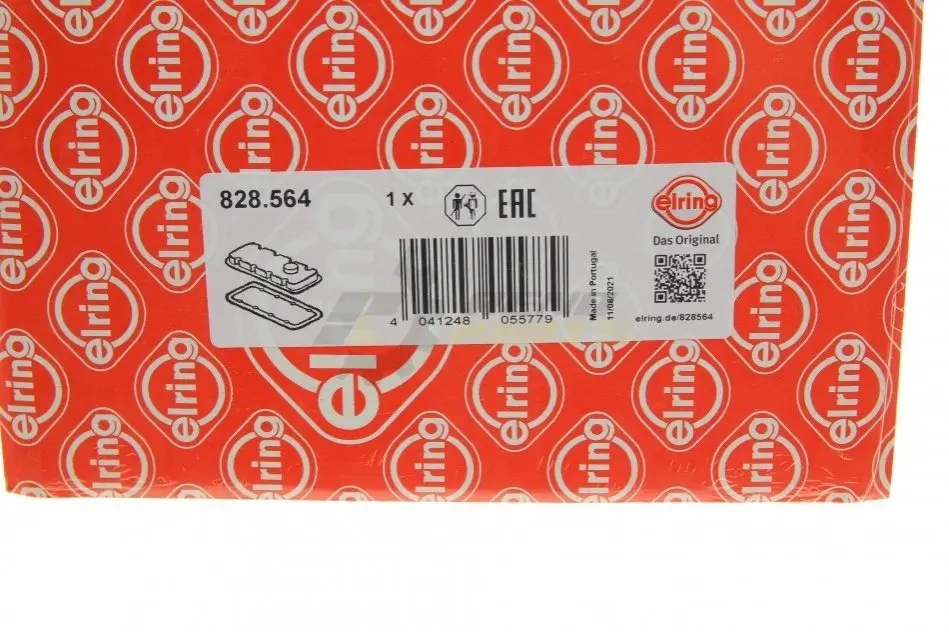 828.564
1 X
EAC
elring
Das Original
4 041248 055779
Made in Portugal
11/08/2021
elring.de/828564
elring